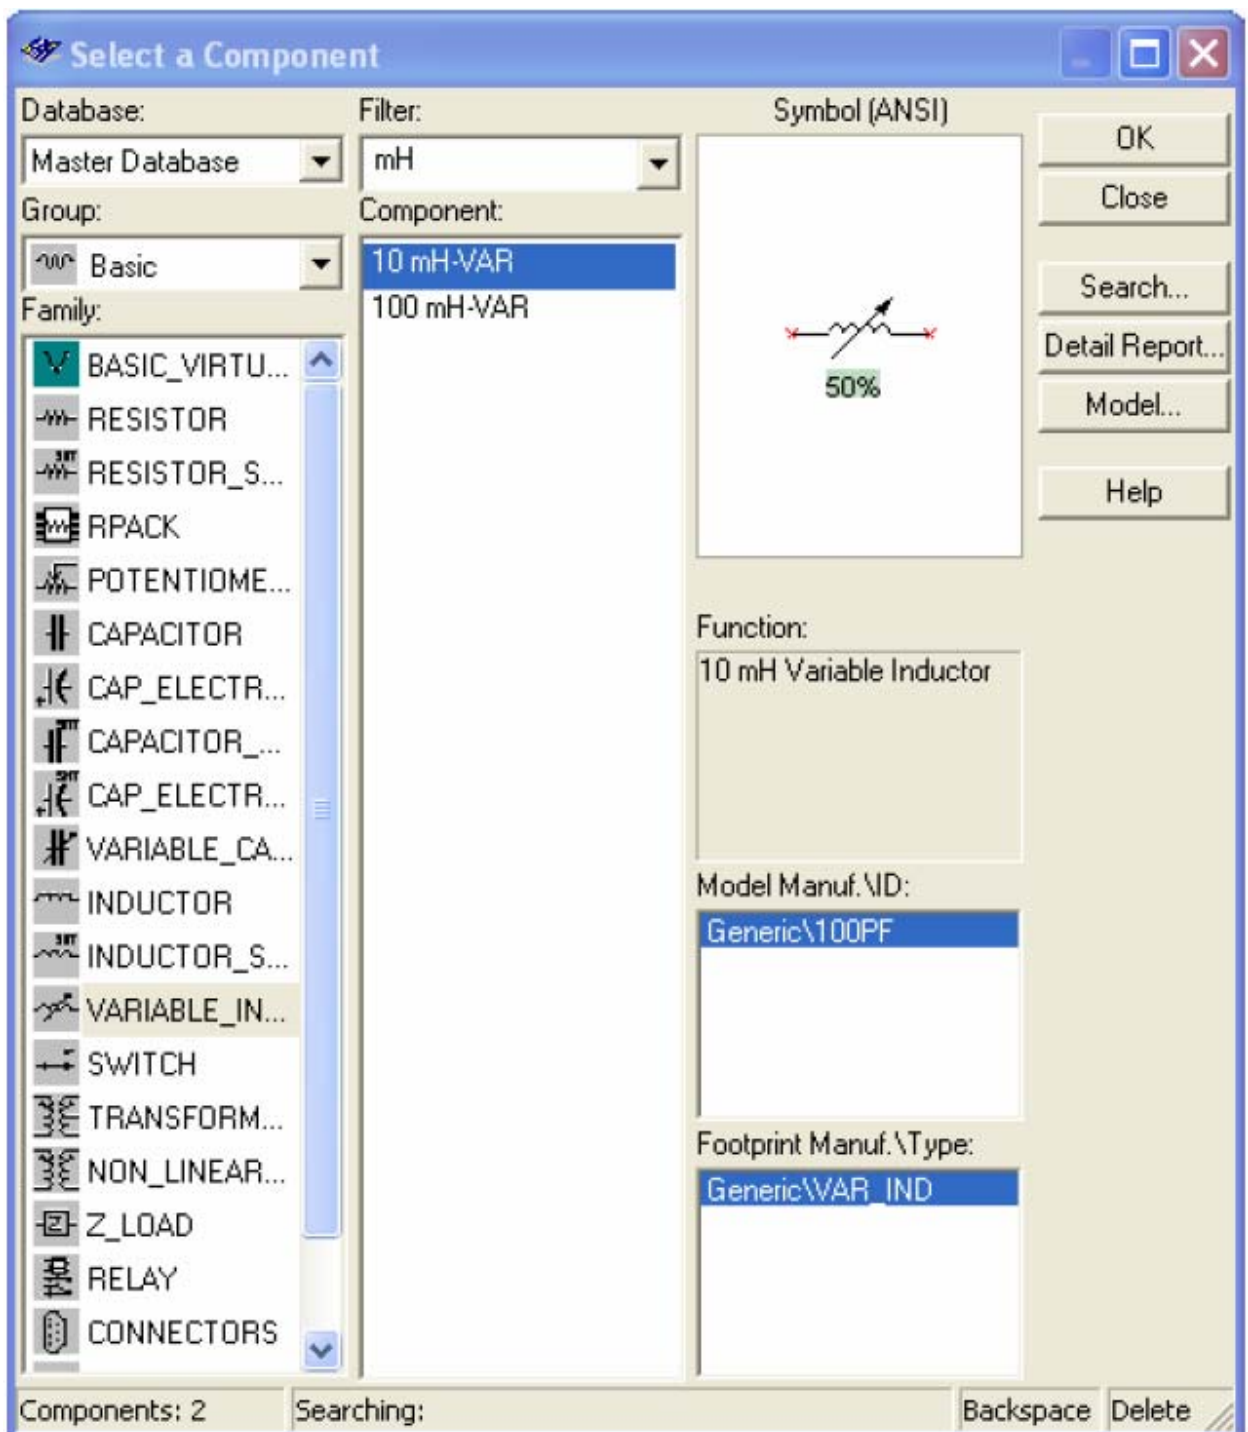 Select a Component
Database:
Master Database
Group:
Basic
Family:
BASIC_VIRTU...
RESISTOR
RESISTOR_S...
RPACK
POTENTIOME...
CAPACITOR
CAP_ELECTR...
CAPACITOR_...
CAP_ELECTR...
VARIABLE_CA...
INDUCTOR
INDUCTOR_S...
VARIABLE_IN...
SWITCH
TRANSFORM...
NON_LINEAR...
Z_LOAD
RELAY
CONNECTORS
Filter:
mH
Component:
10 mH-VAR
100 mH-VAR
Symbol (ANSI)
50%
Function:
10 mH Variable Inductor
Model Manuf.\ID:
Generic\100PF
Footprint Manuf.\Type:
Generic\VAR_IND
OK
Close
Search...
Detail Report...
Model...
Help
Components: 2
Searching:
Backspace
Delete